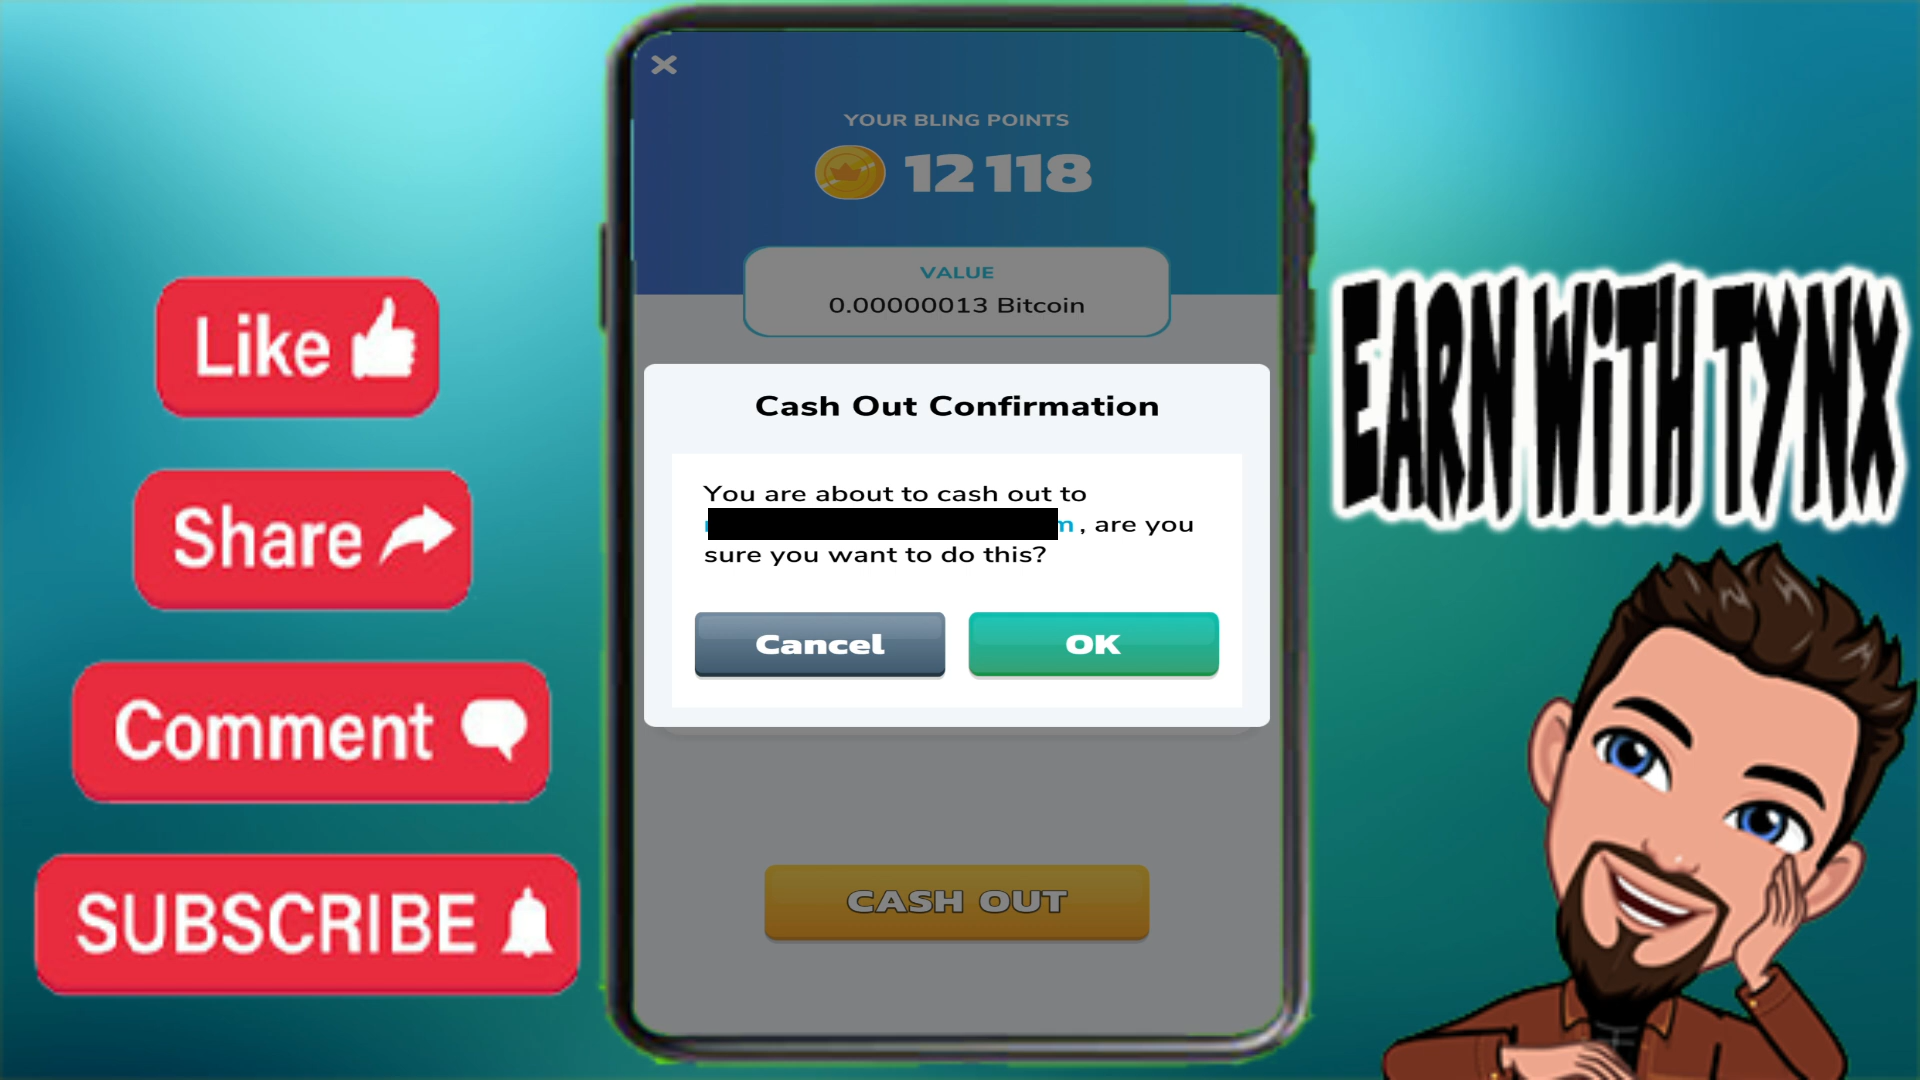 YOUR BLING POINTS
12 118
VALUE
0.00000013 Bitcoin
Cash Out Confirmation
You are about to cash out to
m, are you
sure you want to do this?
Cancel
OK
CASH OUT
Like
Share
Comment
SUBSCRIBE
EARN WiTH TYNX